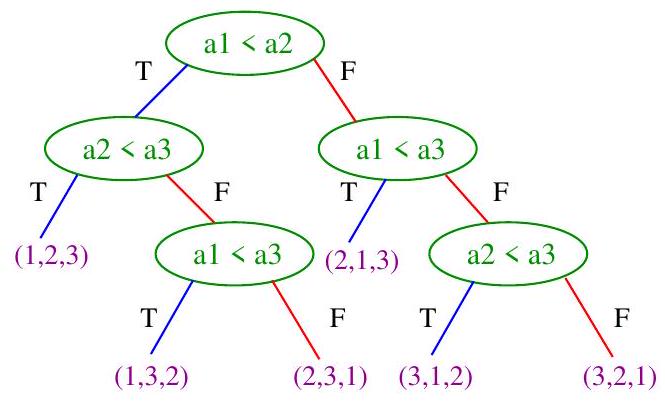 a1 < a2
T
F
a2 < a3
a1 < a3
T
F
T
F
(1,2,3)
a1 < a3
(2,1,3)
a2 < a3
T
F
T
F
(1,3,2)
(2,3,1)
(3,1,2)
(3,2,1)